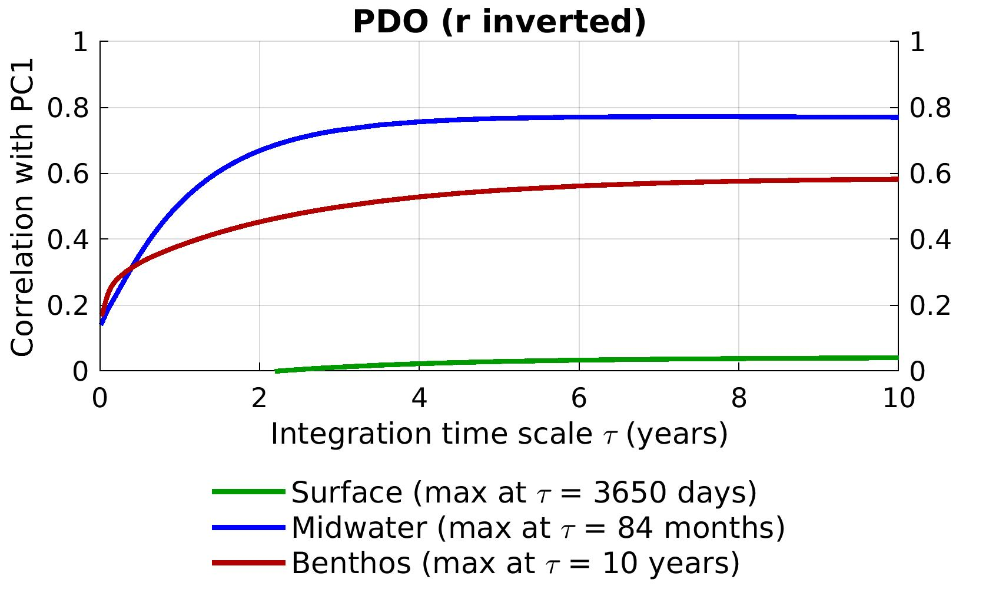 PDO (r inverted)
Correlation with PC1
1
0.8
0.6
0.4
0.2
0
1
0.8
0.6
0.4
0.2
0
0 2 4 6 8 10
Integration time scale τ (years)
Surface (max at τ = 3650 days)
Midwater (max at τ = 84 months)
Benthos (max at τ = 10 years)